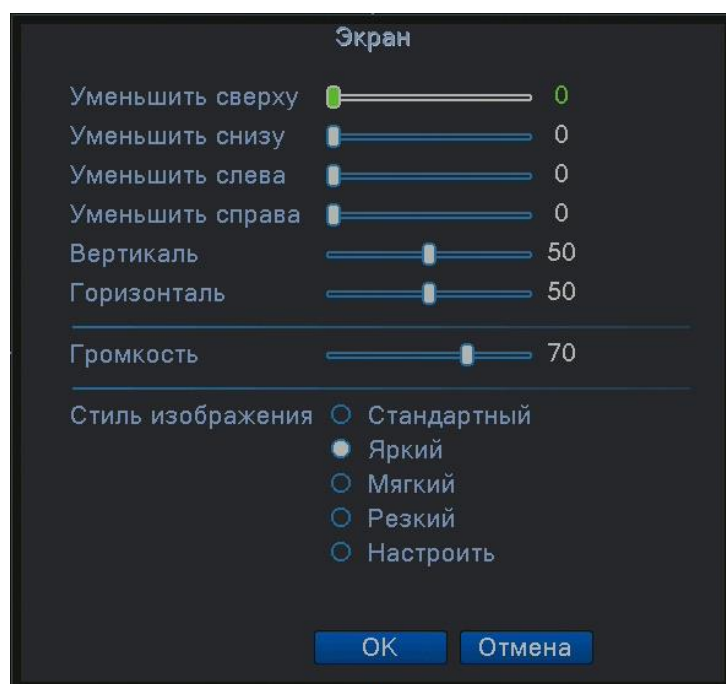 Экран
Уменьшить сверху 0
Уменьшить снизу 0
Уменьшить слева 0
Уменьшить справа 0
Вертикаль 50
Горизонталь 50
Громкость 70
Стиль изображения Стандартный
Яркий
Мягкий
Резкий
Настроить
OK Отмена